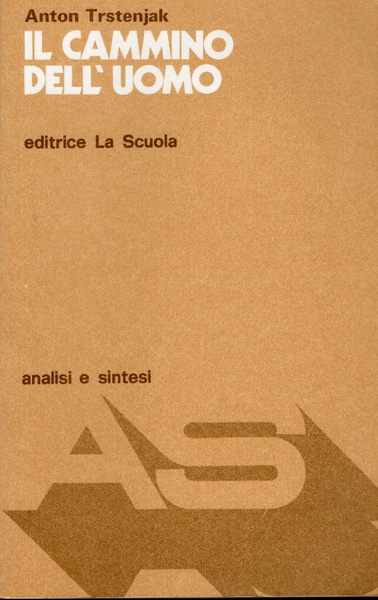 Anton Trstenjak
IL CAMMINO
DELL'UOMO
editrice La Scuola
analisi e sintesi
AS